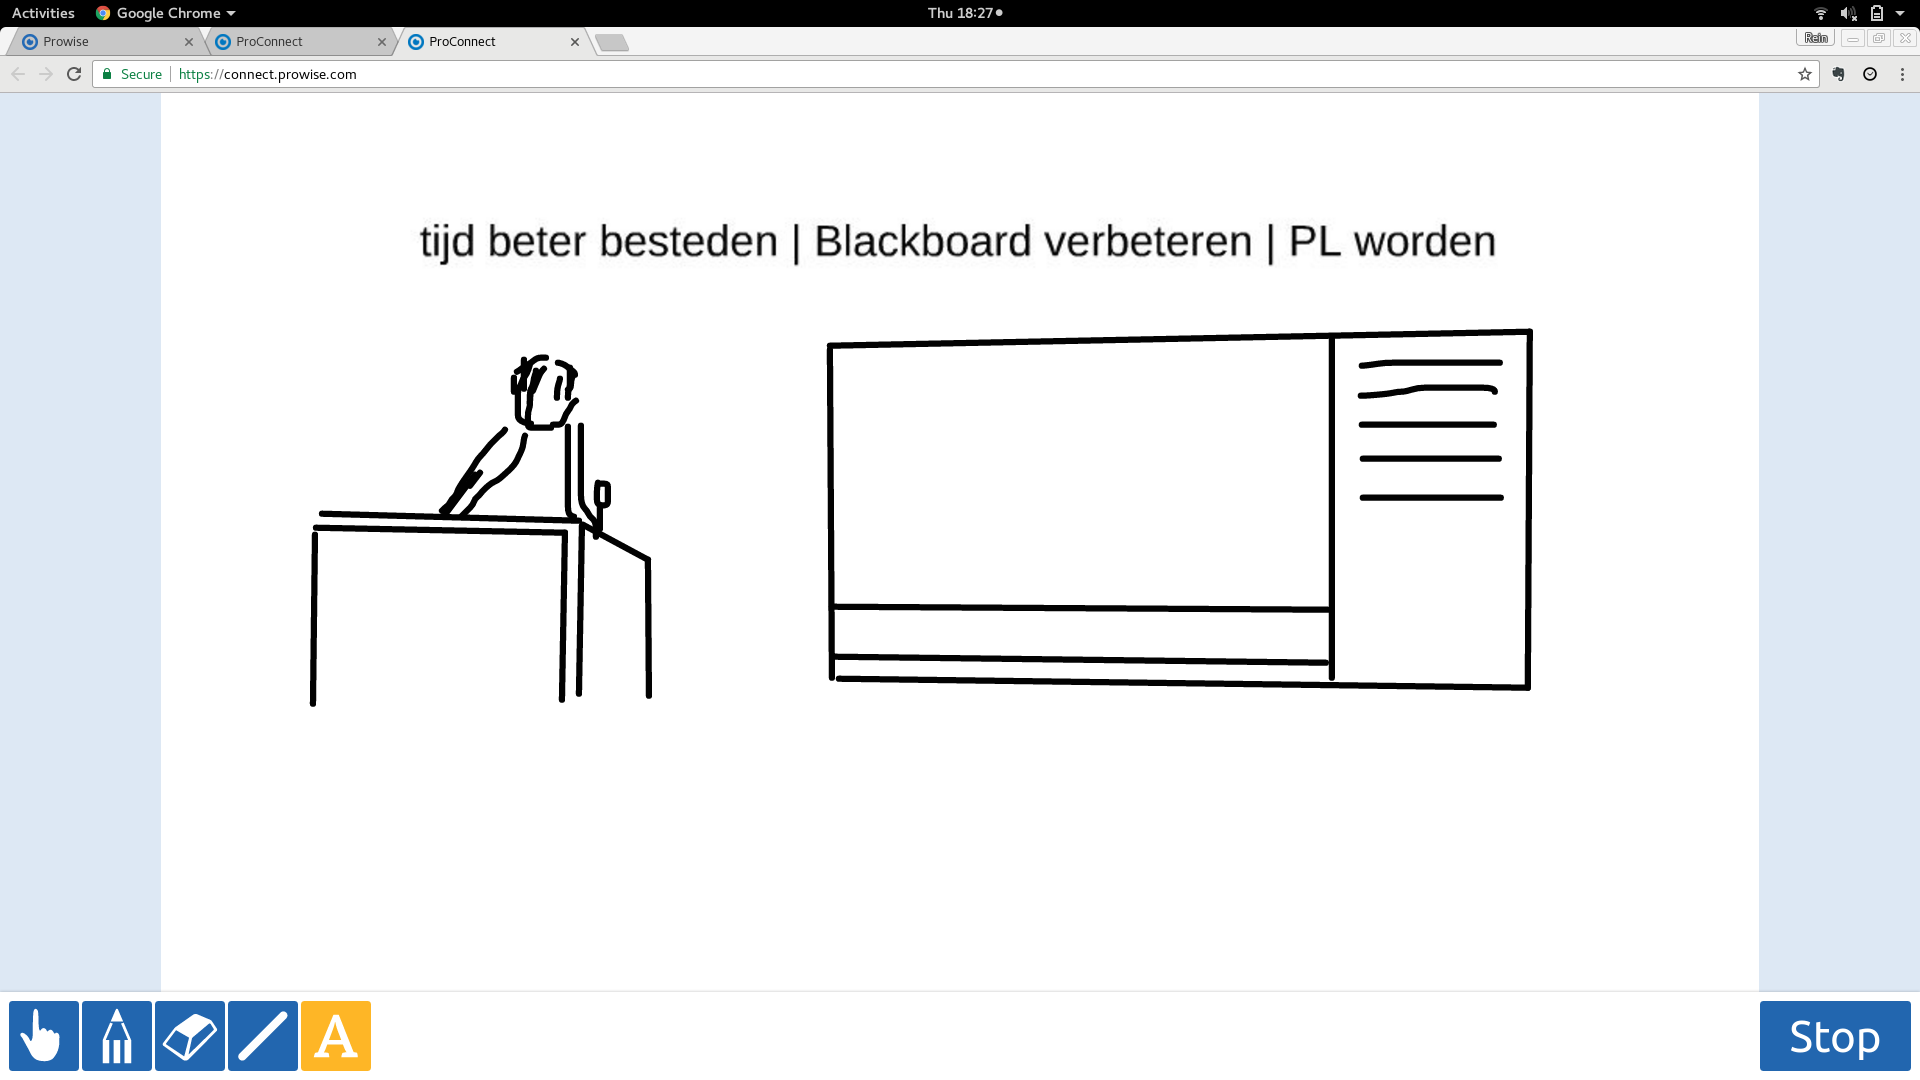 Activities Google Chrome Thu 18:27
Prowise ProConnect ProConnect Rein
Secure https://connect.prowise.com
tijd beter besteden | Blackboard verbeteren | PL worden
A Stop